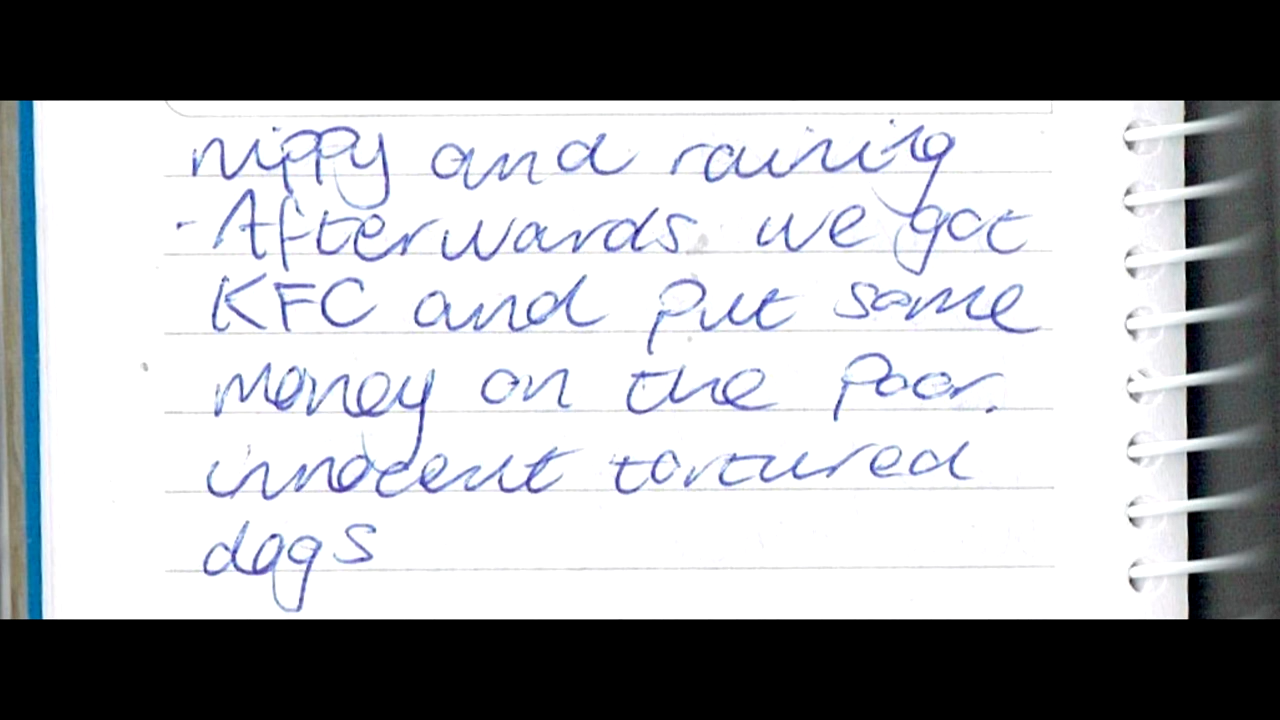 nippy and raining
- Afterwards we got
KFC and put some
money on the poor.
innocent tortured
dogs